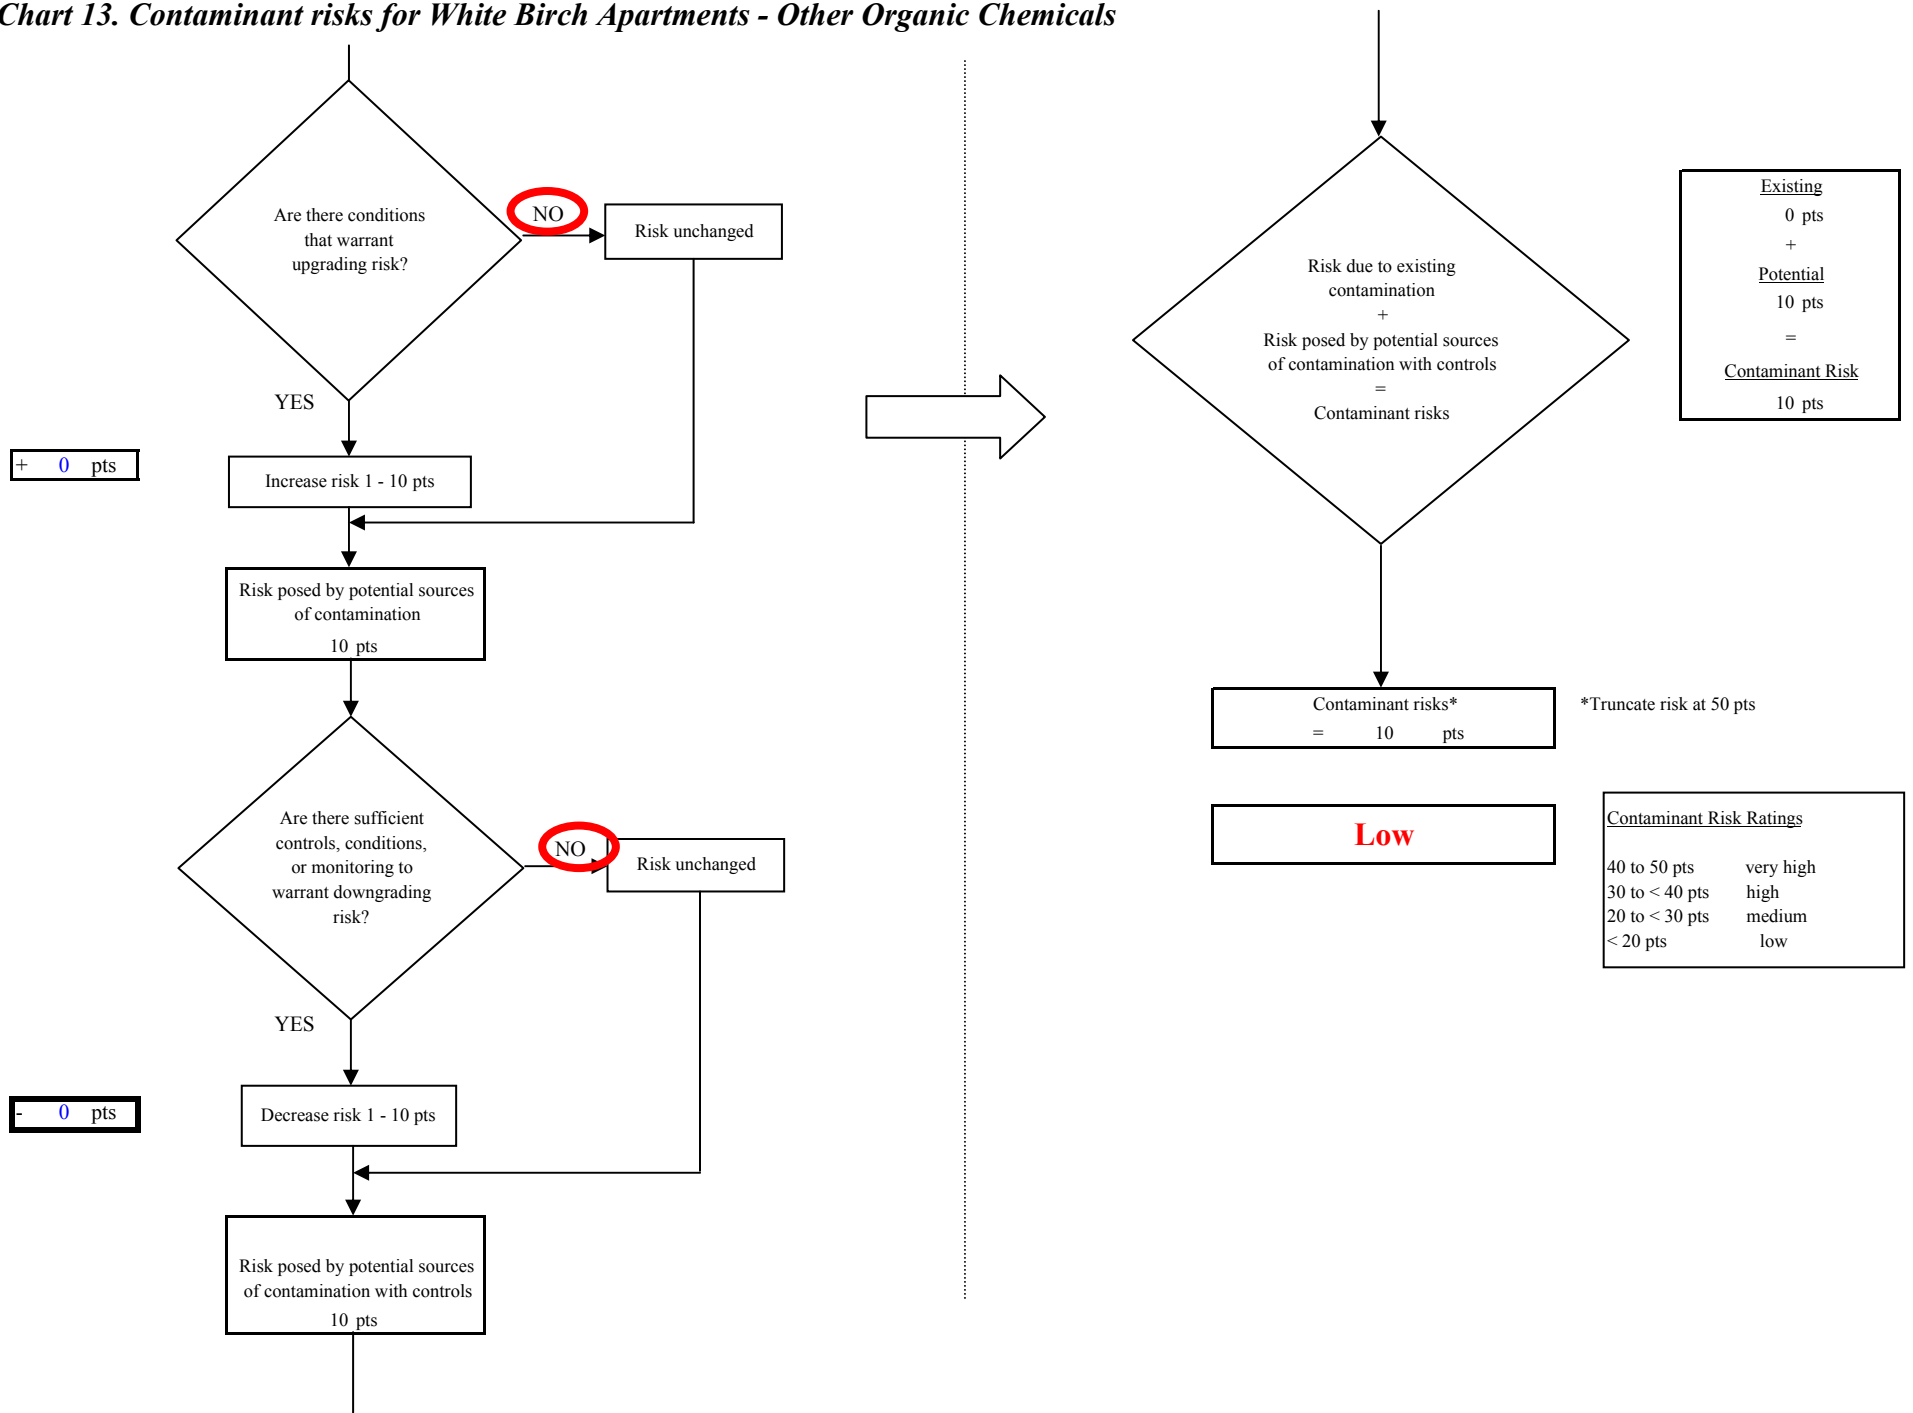 Chart 13. Contaminant risks for White Birch Apartments - Other Organic Chemicals
Are there conditions
that warrant
upgrading risk?
NO
Risk unchanged
YES
+ 0 pts
Increase risk 1 - 10 pts
Risk posed by potential sources
of contamination
10 pts
Are there sufficient
controls, conditions,
or monitoring to
warrant downgrading
risk?
NO
Risk unchanged
YES
- 0 pts
Decrease risk 1 - 10 pts
Risk posed by potential sources
of contamination with controls
10 pts
Risk due to existing
contamination
+
Risk posed by potential sources
of contamination with controls
=
Contaminant risks
Existing
0 pts
+
Potential
10 pts
=
Contaminant Risk
10 pts
Contaminant risks*
= 10 pts
*Truncate risk at 50 pts
Low
Contaminant Risk Ratings
40 to 50 pts very high
30 to < 40 pts high
20 to < 30 pts medium
< 20 pts low